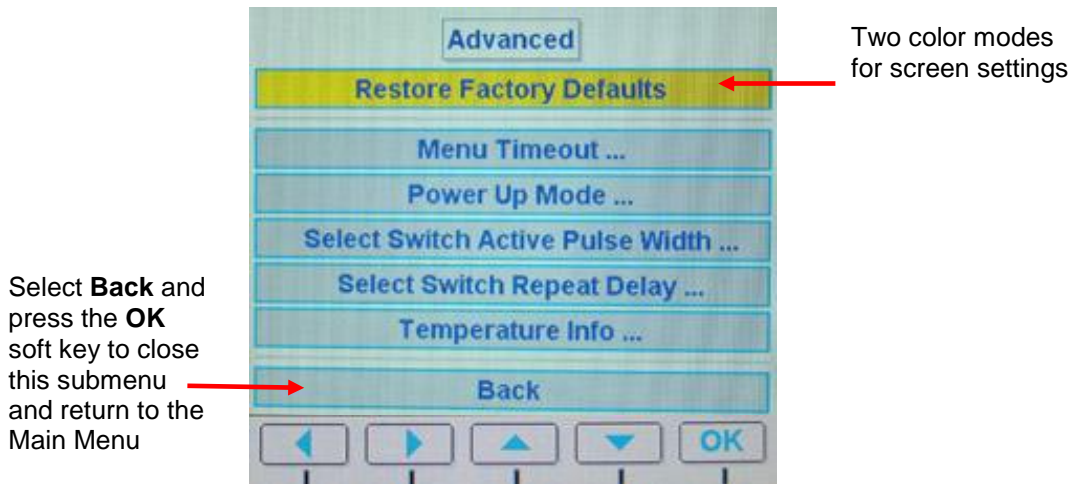 Advanced
Two color modes
for screen settings
Restore Factory Defaults
Menu Timeout ...
Power Up Mode ...
Select Switch Active Pulse Width ...
Select Switch Repeat Delay ...
Temperature Info ...
Select Back and
press the OK
soft key to close
this submenu
and return to the
Main Menu
Back
OK